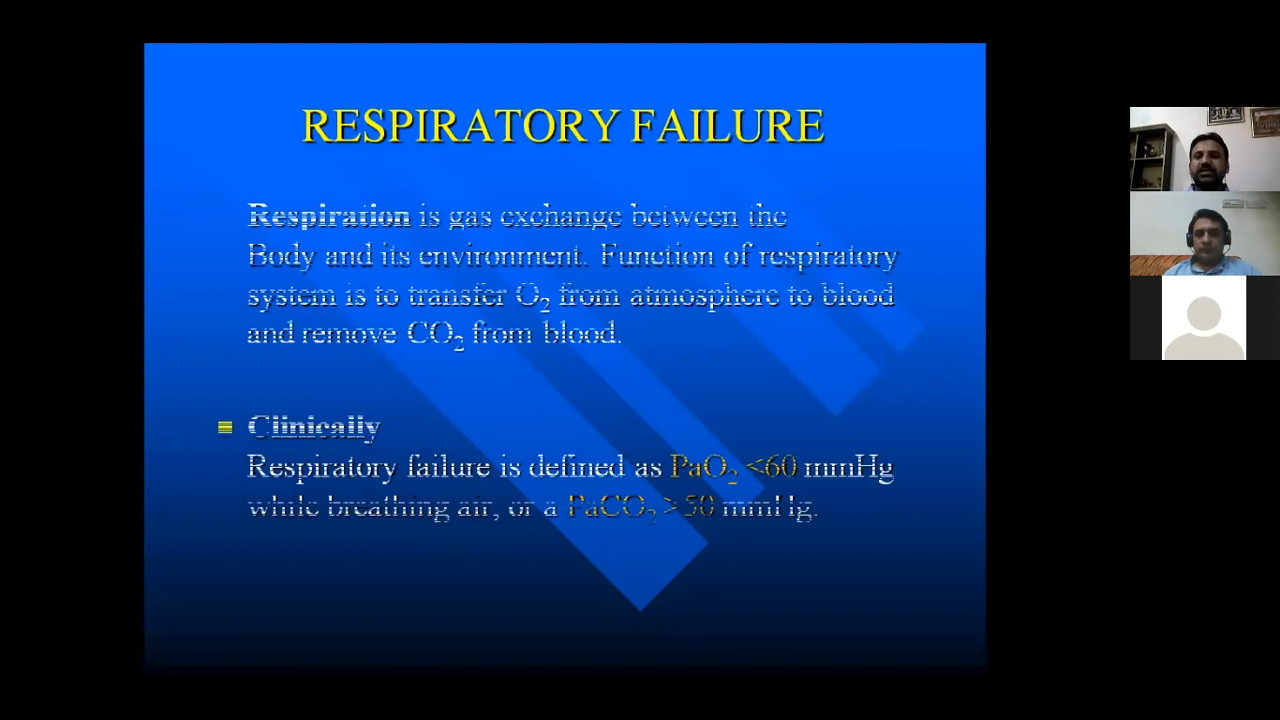 RESPIRATORY FAILURE
Respiration is gas exchange between the
Body and its environment. Function of respiratory
system is to transfer O₂ from atmosphere to blood
and remove CO₂ from blood.
Clinically
Respiratory failure is defined as PaO₂ <60 mmHg
while breathing air, or a PaCO₂ >50 mmHg.